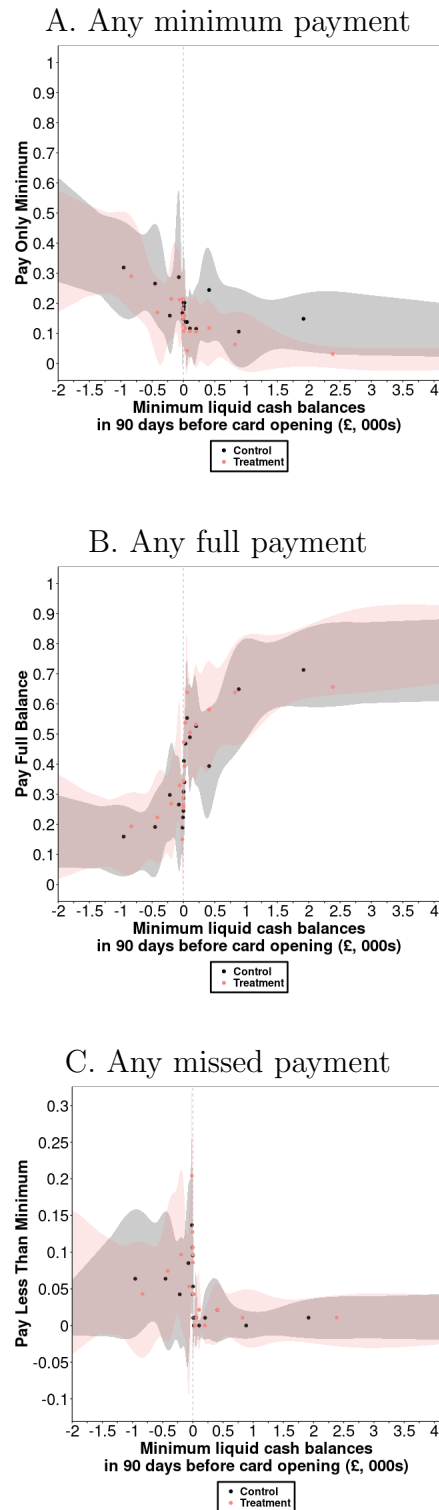 A. Any minimum payment
1
0.9
0.8
0.7
0.6
0.5
0.4
0.3
0.2
0.1
0
Pay Only Minimum
-2 -1.5 -1 -0.5 0 0.5 1 1.5 2 2.5 3 3.5 4
Minimum liquid cash balances
in 90 days before card opening (£, 000s)
Control
Treatment
B. Any full payment
1
0.9
0.8
0.7
0.6
0.5
0.4
0.3
0.2
0.1
0
Pay Full Balance
-2 -1.5 -1 -0.5 0 0.5 1 1.5 2 2.5 3 3.5 4
Minimum liquid cash balances
in 90 days before card opening (£, 000s)
Control
Treatment
C. Any missed payment
0.3
0.25
0.2
0.15
0.1
0.05
0
-0.05
-0.1
Pay Less Than Minimum
-2 -1.5 -1 -0.5 0 0.5 1 1.5 2 2.5 3 3.5 4
Minimum liquid cash balances
in 90 days before card opening (£, 000s)
Control
Treatment